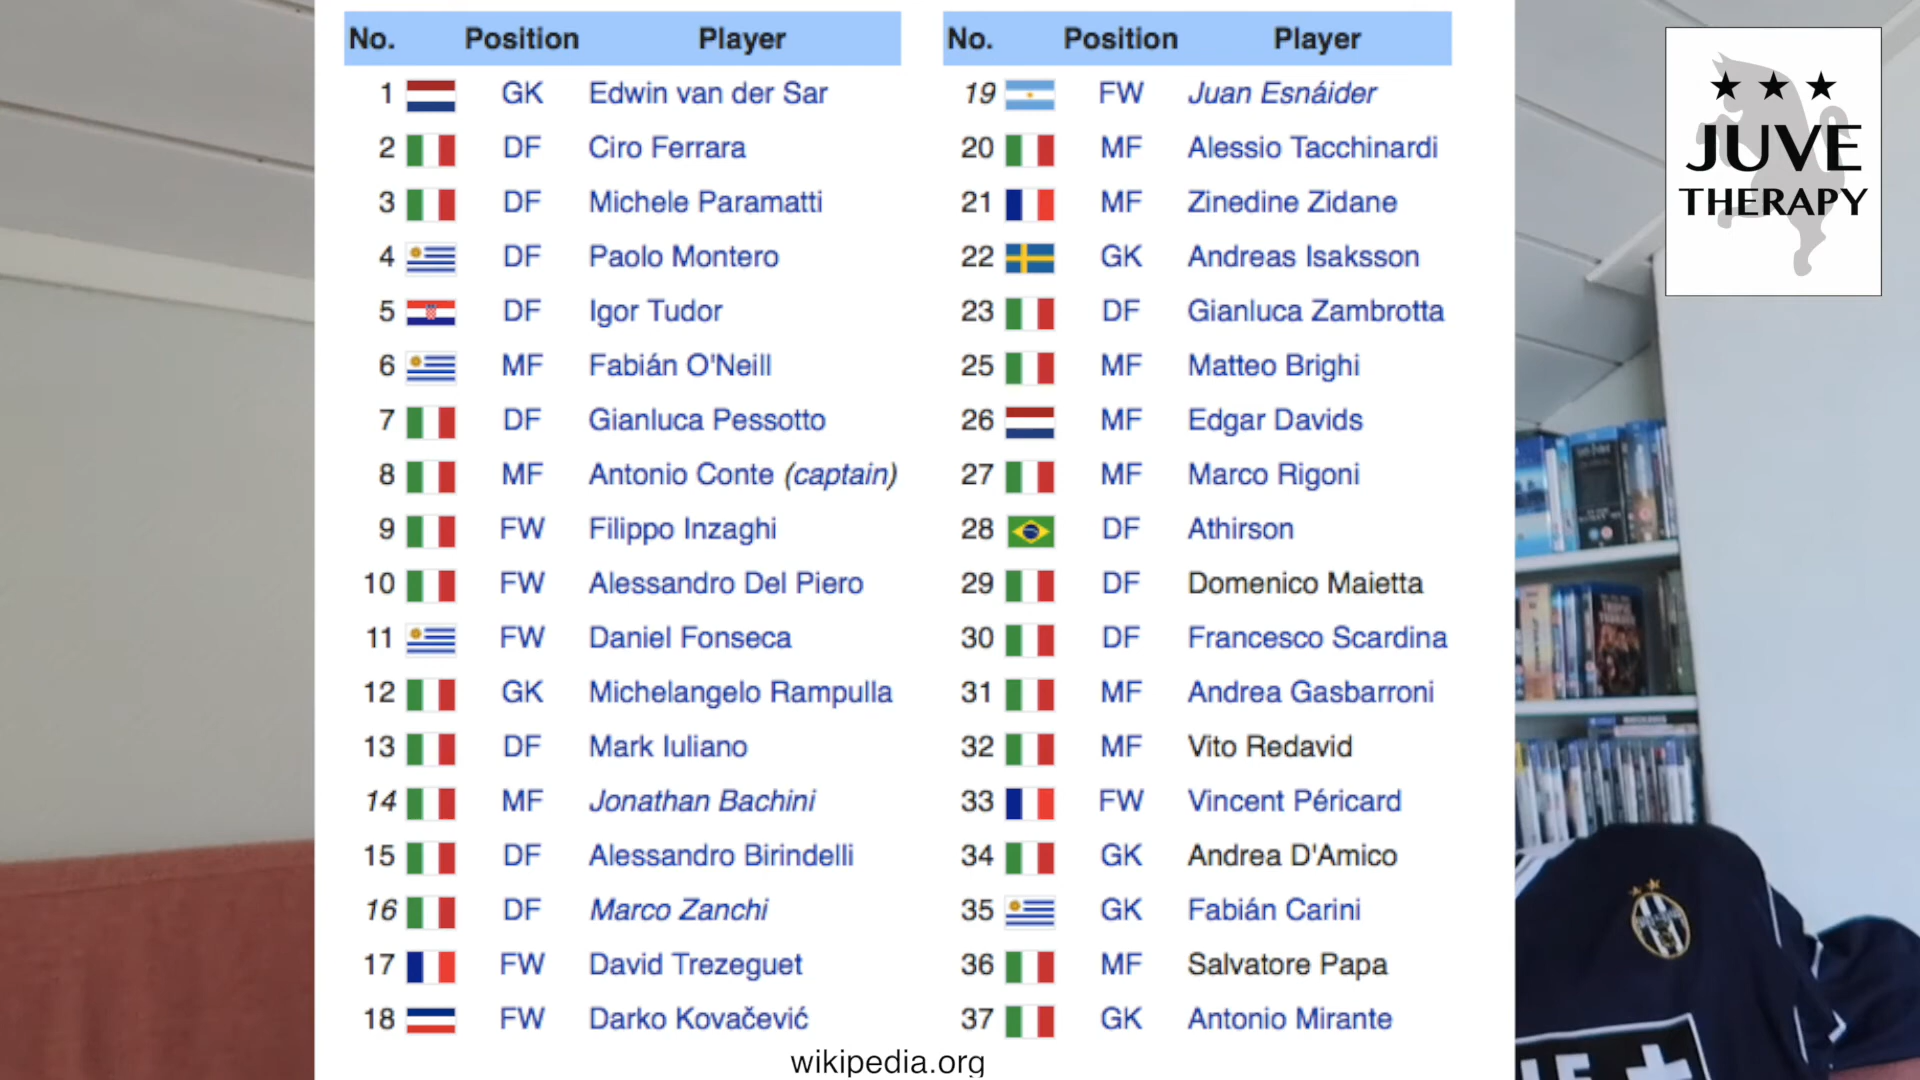 No. Position Player
1 GK Edwin van der Sar
2 DF Ciro Ferrara
3 DF Michele Paramatti
4 DF Paolo Montero
5 DF Igor Tudor
6 MF Fabián O'Neill
7 DF Gianluca Pessotto
8 MF Antonio Conte (captain)
9 FW Filippo Inzaghi
10 FW Alessandro Del Piero
11 FW Daniel Fonseca
12 GK Michelangelo Rampulla
13 DF Mark Iuliano
14 MF Jonathan Bachini
15 DF Alessandro Birindelli
16 DF Marco Zanchi
17 FW David Trezeguet
18 FW Darko Kovačević
No. Position Player
19 FW Juan Esnáider
20 MF Alessio Tacchinardi
21 MF Zinedine Zidane
22 GK Andreas Isaksson
23 DF Gianluca Zambrotta
25 MF Matteo Brighi
26 MF Edgar Davids
27 MF Marco Rigoni
28 DF Athirson
29 DF Domenico Maietta
30 DF Francesco Scardina
31 MF Andrea Gasbarroni
32 MF Vito Redavid
33 FW Vincent Péricard
34 GK Andrea D'Amico
35 GK Fabián Carini
36 MF Salvatore Papa
37 GK Antonio Mirante
wikipedia.org
JUVE
THERAPY